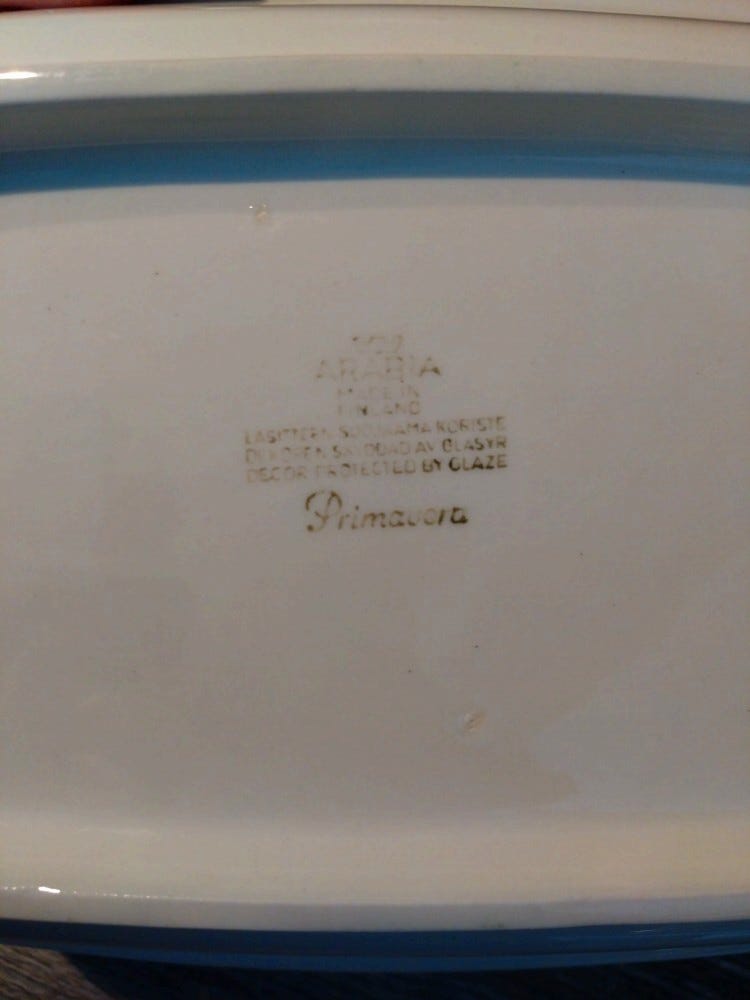 ARABIA
MADE IN
FINLAND
LASITTEEN SUOJAAMA KORISTE
DEKOREN SKYDDAD AV GLASYR
DECOR PROTECTED BY GLAZE
Primavera